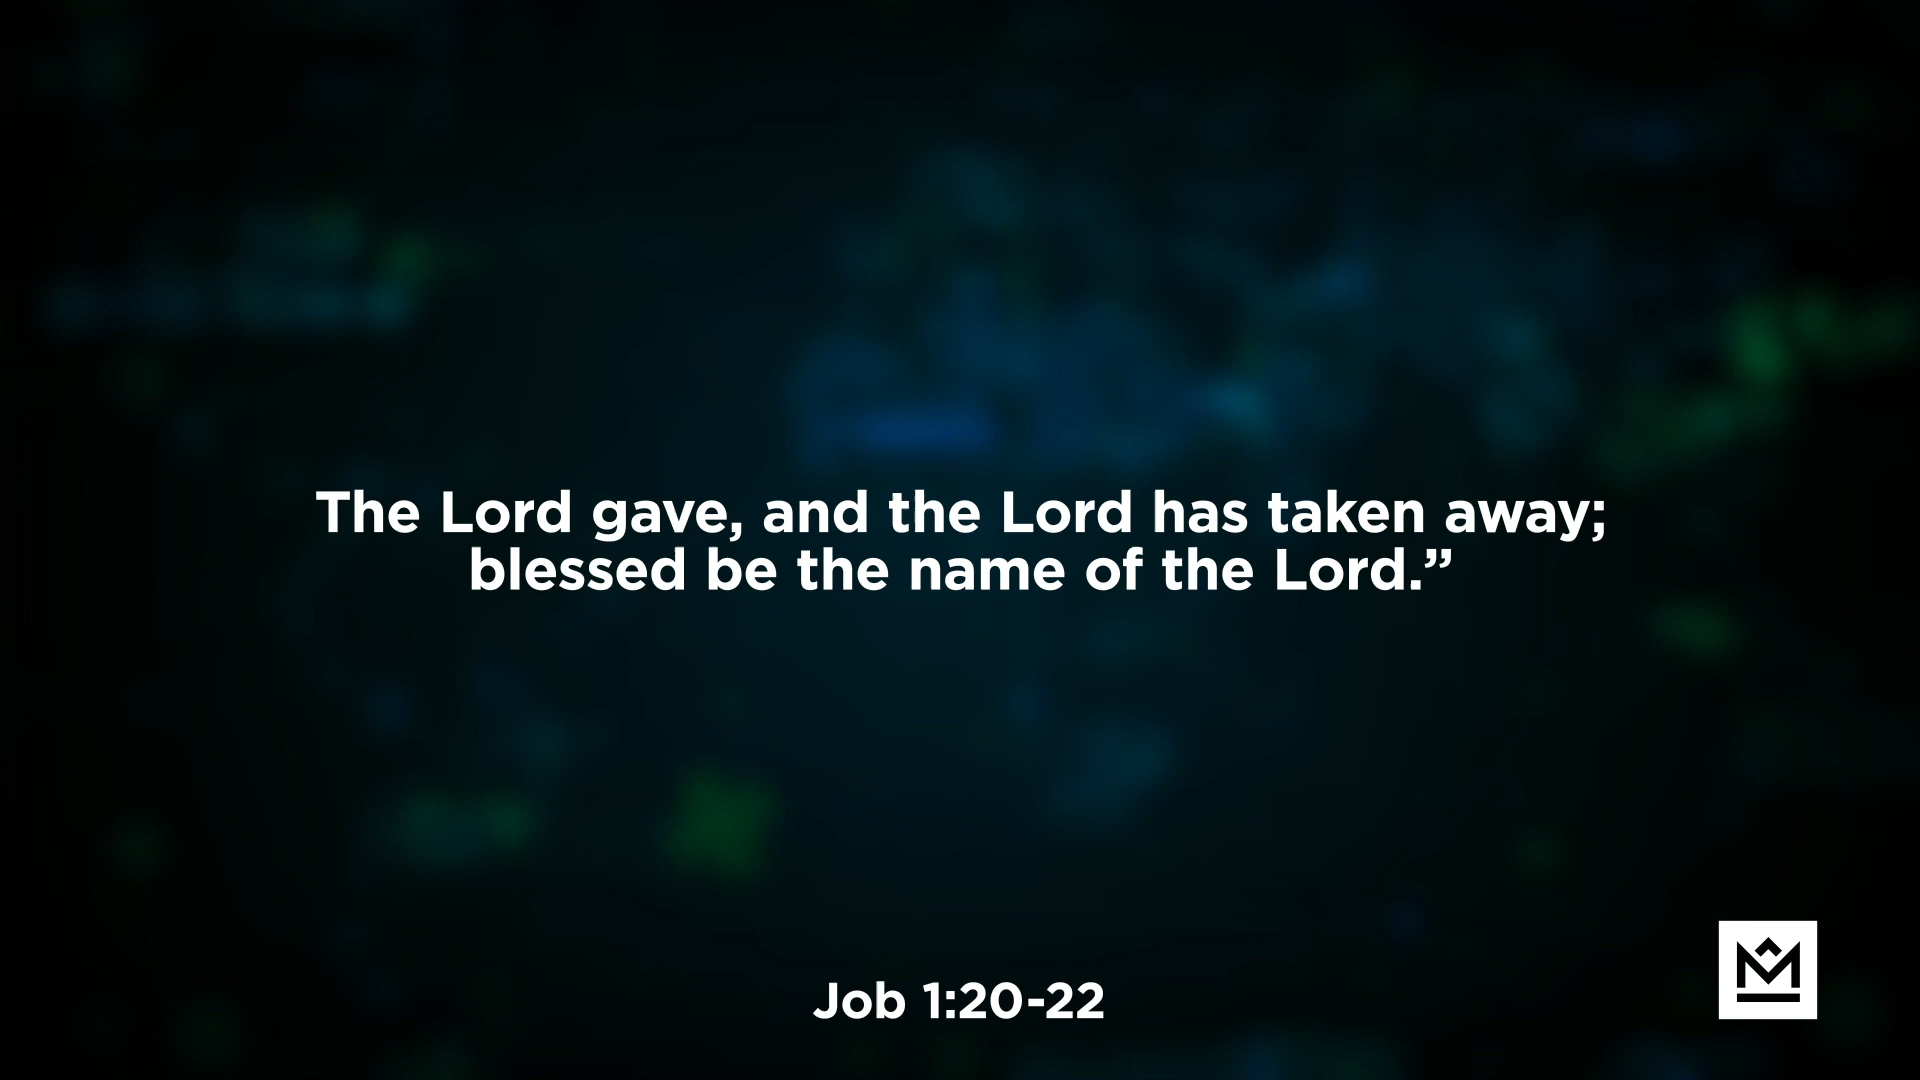 The Lord gave, and the Lord has taken away;
blessed be the name of the Lord.”
Job 1:20-22